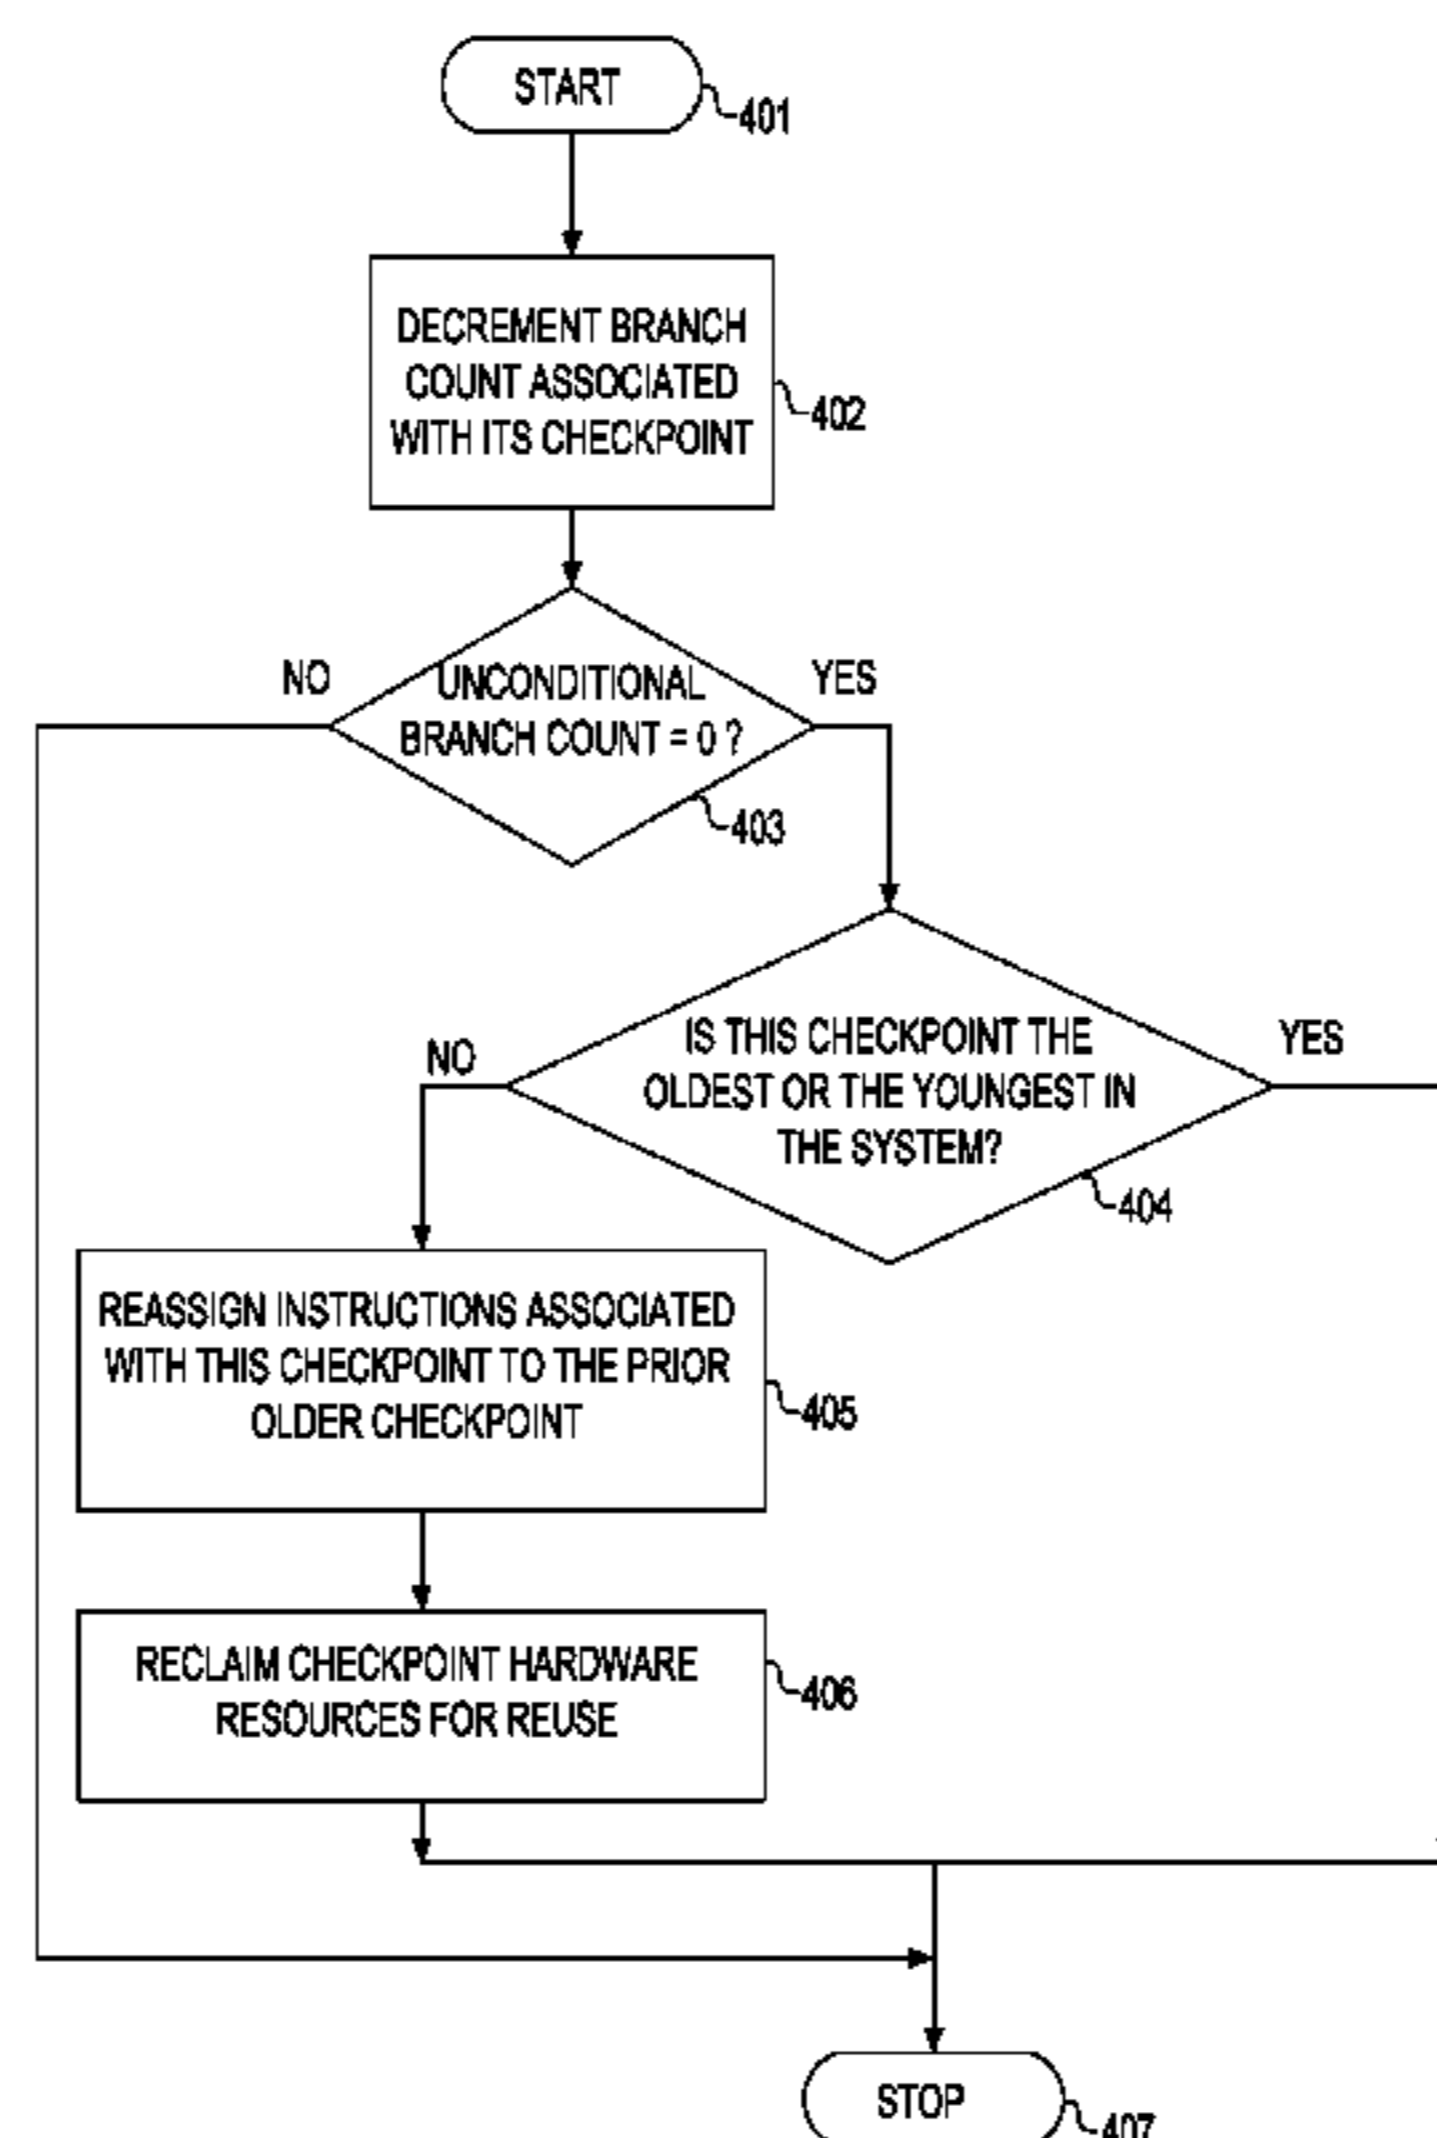 START
401
DECREMENT BRANCH
COUNT ASSOCIATED
WITH ITS CHECKPOINT
402
NO
UNCONDITIONAL
BRANCH COUNT = 0 ?
YES
403
NO
IS THIS CHECKPOINT THE
OLDEST OR THE YOUNGEST IN
THE SYSTEM?
YES
404
REASSIGN INSTRUCTIONS ASSOCIATED
WITH THIS CHECKPOINT TO THE PRIOR
OLDER CHECKPOINT
405
RECLAIM CHECKPOINT HARDWARE
RESOURCES FOR REUSE
406
STOP
407